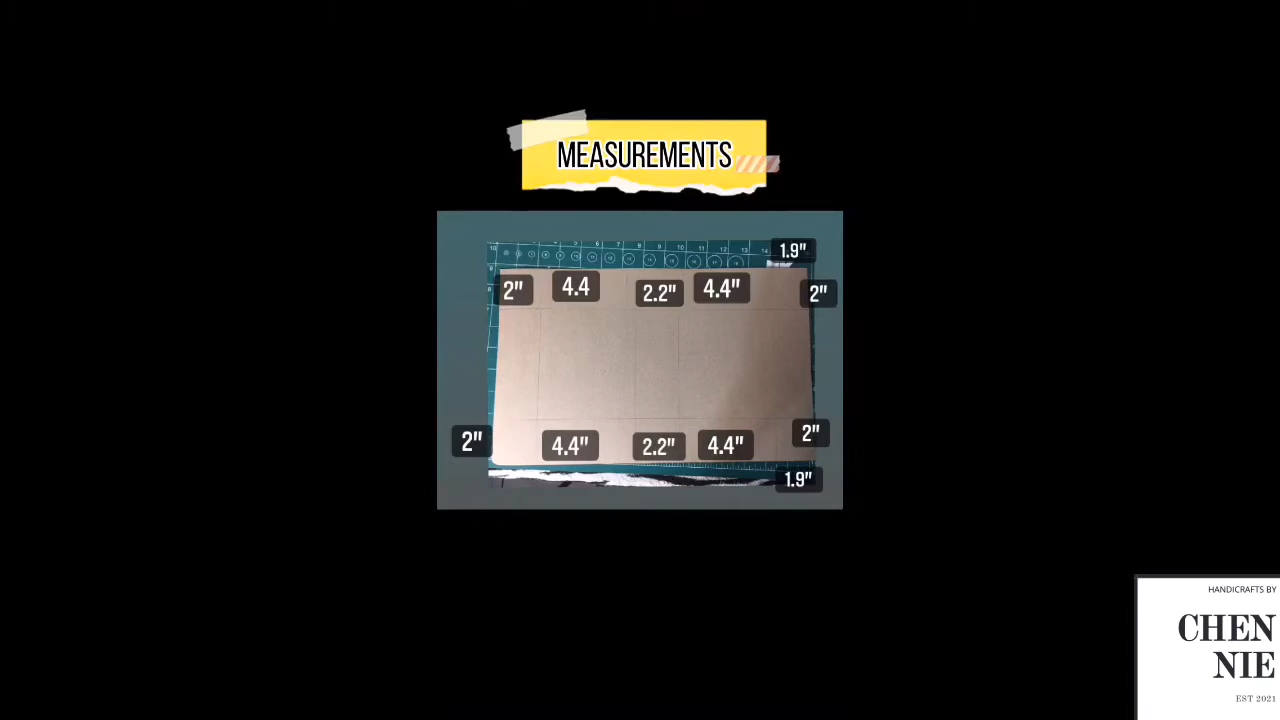 MEASUREMENTS
1.9"
2" 4.4 2.2" 4.4" 2"
2" 4.4" 2.2" 4.4" 2"
1.9"
HANDICRAFTS BY
CHEN
NIE
EST 2021